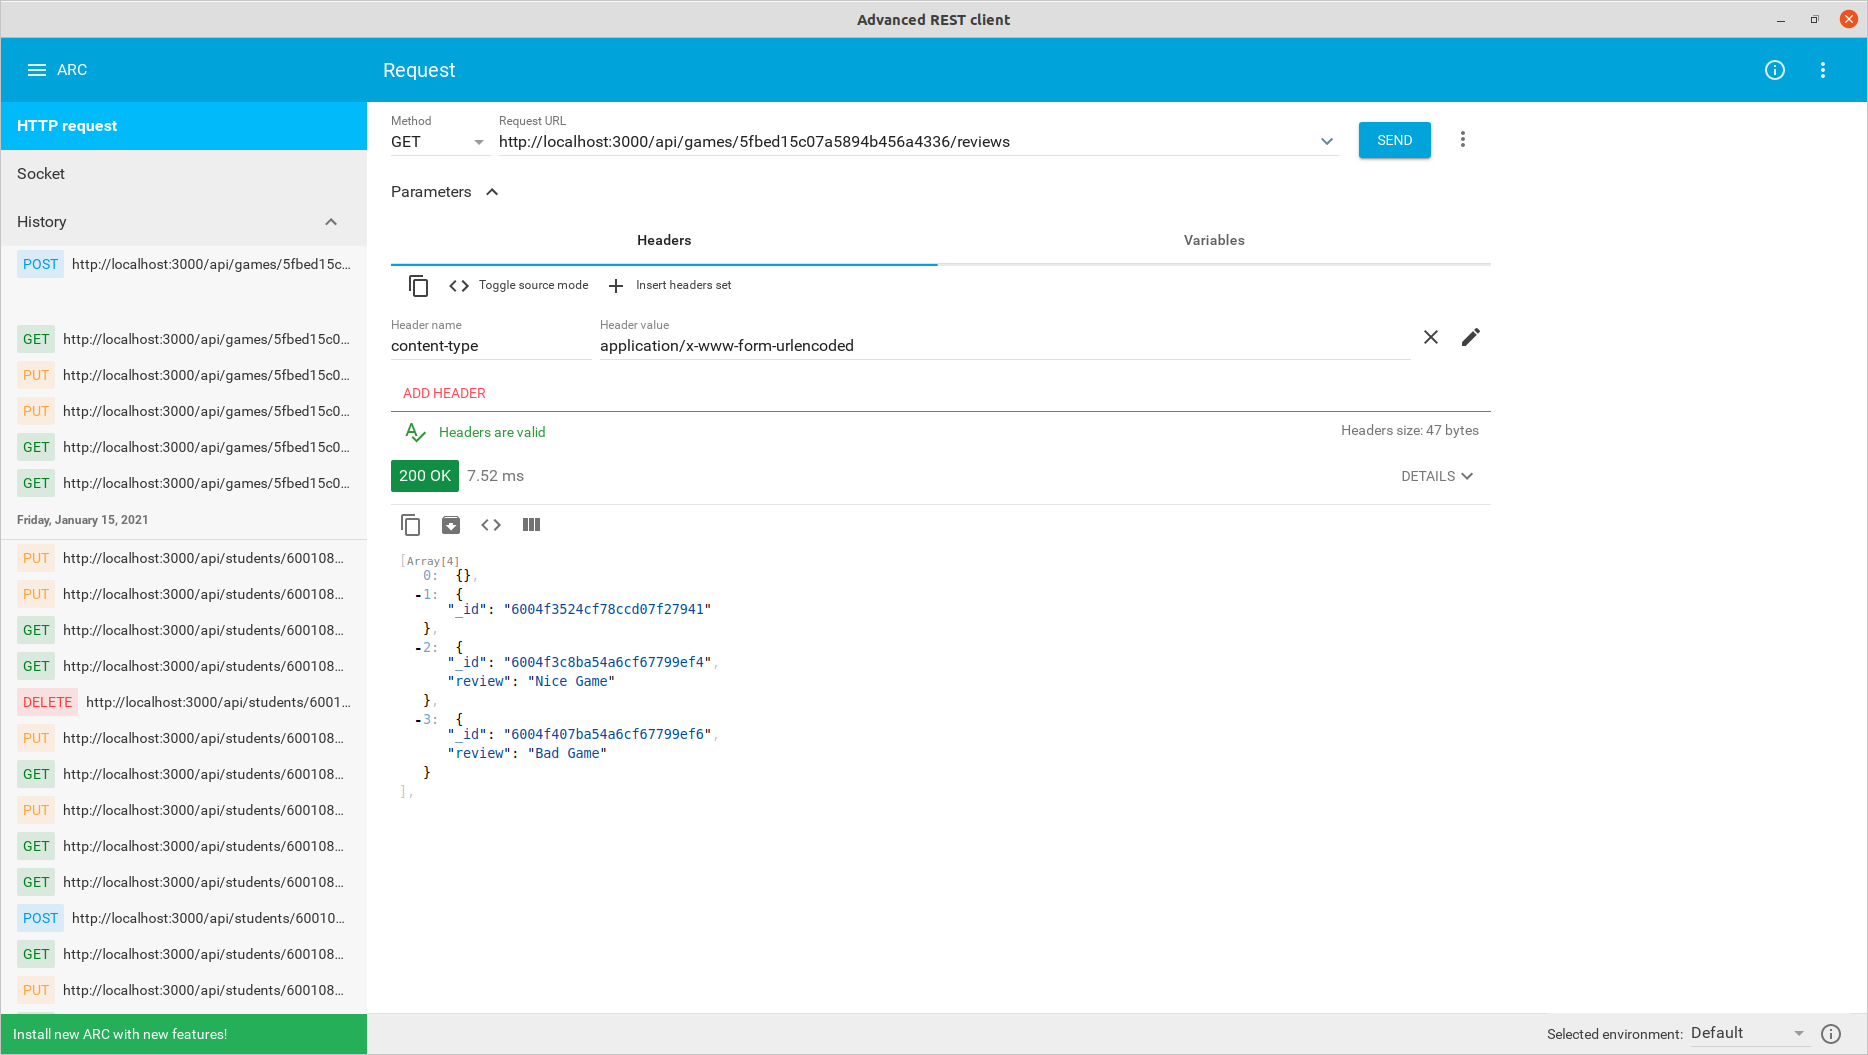 Advanced REST client
ARC
Request
HTTP request
Socket
History
POST http://localhost:3000/api/games/5fbed15c...
GET http://localhost:3000/api/games/5fbed15c0...
PUT http://localhost:3000/api/games/5fbed15c0...
PUT http://localhost:3000/api/games/5fbed15c0...
GET http://localhost:3000/api/games/5fbed15c0...
GET http://localhost:3000/api/games/5fbed15c0...
Friday, January 15, 2021
PUT http://localhost:3000/api/students/600108...
PUT http://localhost:3000/api/students/600108...
GET http://localhost:3000/api/students/600108...
GET http://localhost:3000/api/students/600108...
DELETE http://localhost:3000/api/students/6001...
PUT http://localhost:3000/api/students/600108...
GET http://localhost:3000/api/students/600108...
PUT http://localhost:3000/api/students/600108...
GET http://localhost:3000/api/students/600108...
GET http://localhost:3000/api/students/600108...
POST http://localhost:3000/api/students/60010...
GET http://localhost:3000/api/students/600108...
PUT http://localhost:3000/api/students/600108...
Install new ARC with new features!
Method Request URL
GET http://localhost:3000/api/games/5fbed15c07a5894b456a4336/reviews
SEND
Parameters
Headers Variables
Toggle source mode Insert headers set
Header name Header value
content-type application/x-www-form-urlencoded
ADD HEADER
Headers are valid Headers size: 47 bytes
200 OK 7.52 ms DETAILS
[Array[4]
0: {},
-1: {
"_id": "6004f3524cf78ccd07f27941"
},
-2: {
"_id": "6004f3c8ba54a6cf67799ef4",
"review": "Nice Game"
},
-3: {
"_id": "6004f407ba54a6cf67799ef6",
"review": "Bad Game"
}
],
Selected environment: Default